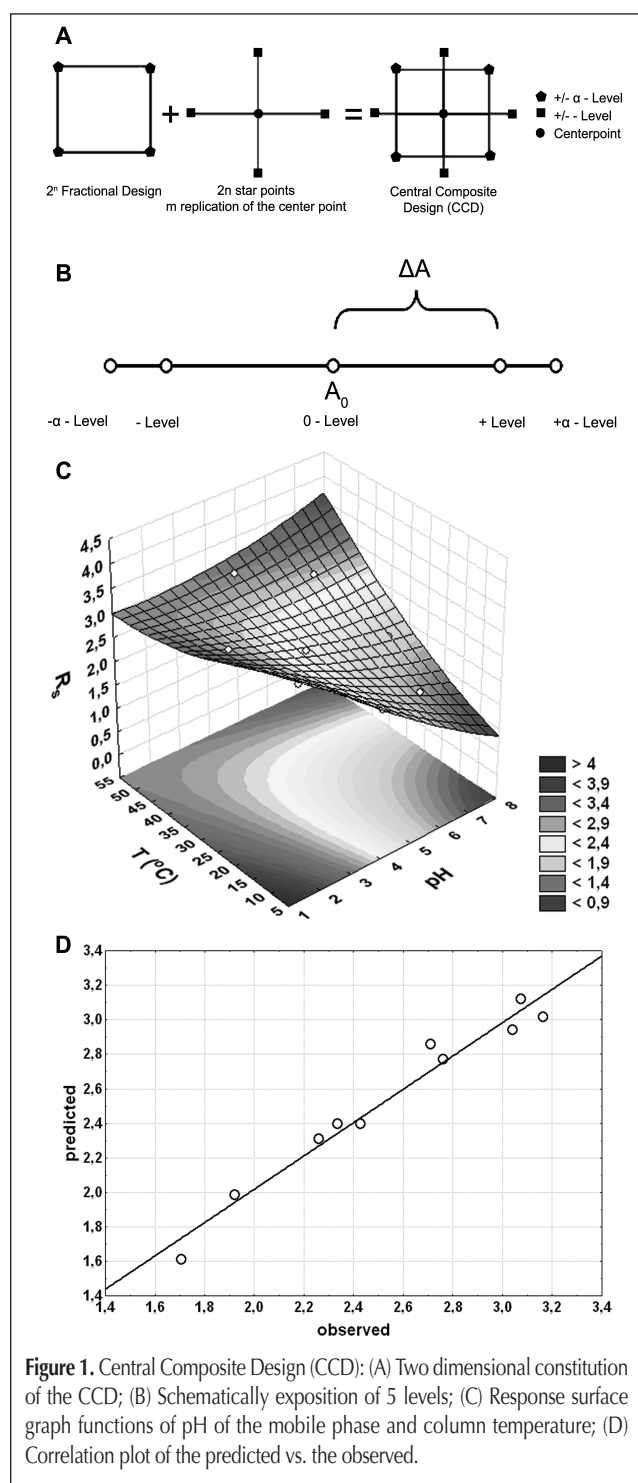 A
+
=
+/- α - Level
+/- - Level
Centerpoint
2ⁿ Fractional Design
2n star points
m replication of the center point
Central Composite
Design (CCD)
B
ΔA
A₀
-α - Level
- Level
0 - Level
+ Level
+α - Level
C
4,5
4,0
3,5
3,0
2,5
2,0
1,5
1,0
0,5
0,0
Rₛ
55
50
45
40
35
30
25
20
15
10
5
T (°C)
1
2
3
4
5
6
7
8
pH
> 4
< 3,9
< 3,4
< 2,9
< 2,4
< 1,9
< 1,4
< 0,9
D
3,4
3,2
3,0
2,8
2,6
2,4
2,2
2,0
1,8
1,6
1,4
predicted
1,4 1,6 1,8 2,0 2,2 2,4 2,6 2,8 3,0 3,2 3,4
observed
Figure 1. Central Composite Design (CCD): (A) Two dimensional constitution
of the CCD; (B) Schematically exposition of 5 levels; (C) Response surface
graph functions of pH of the mobile phase and column temperature; (D)
Correlation plot of the predicted vs. the observed.